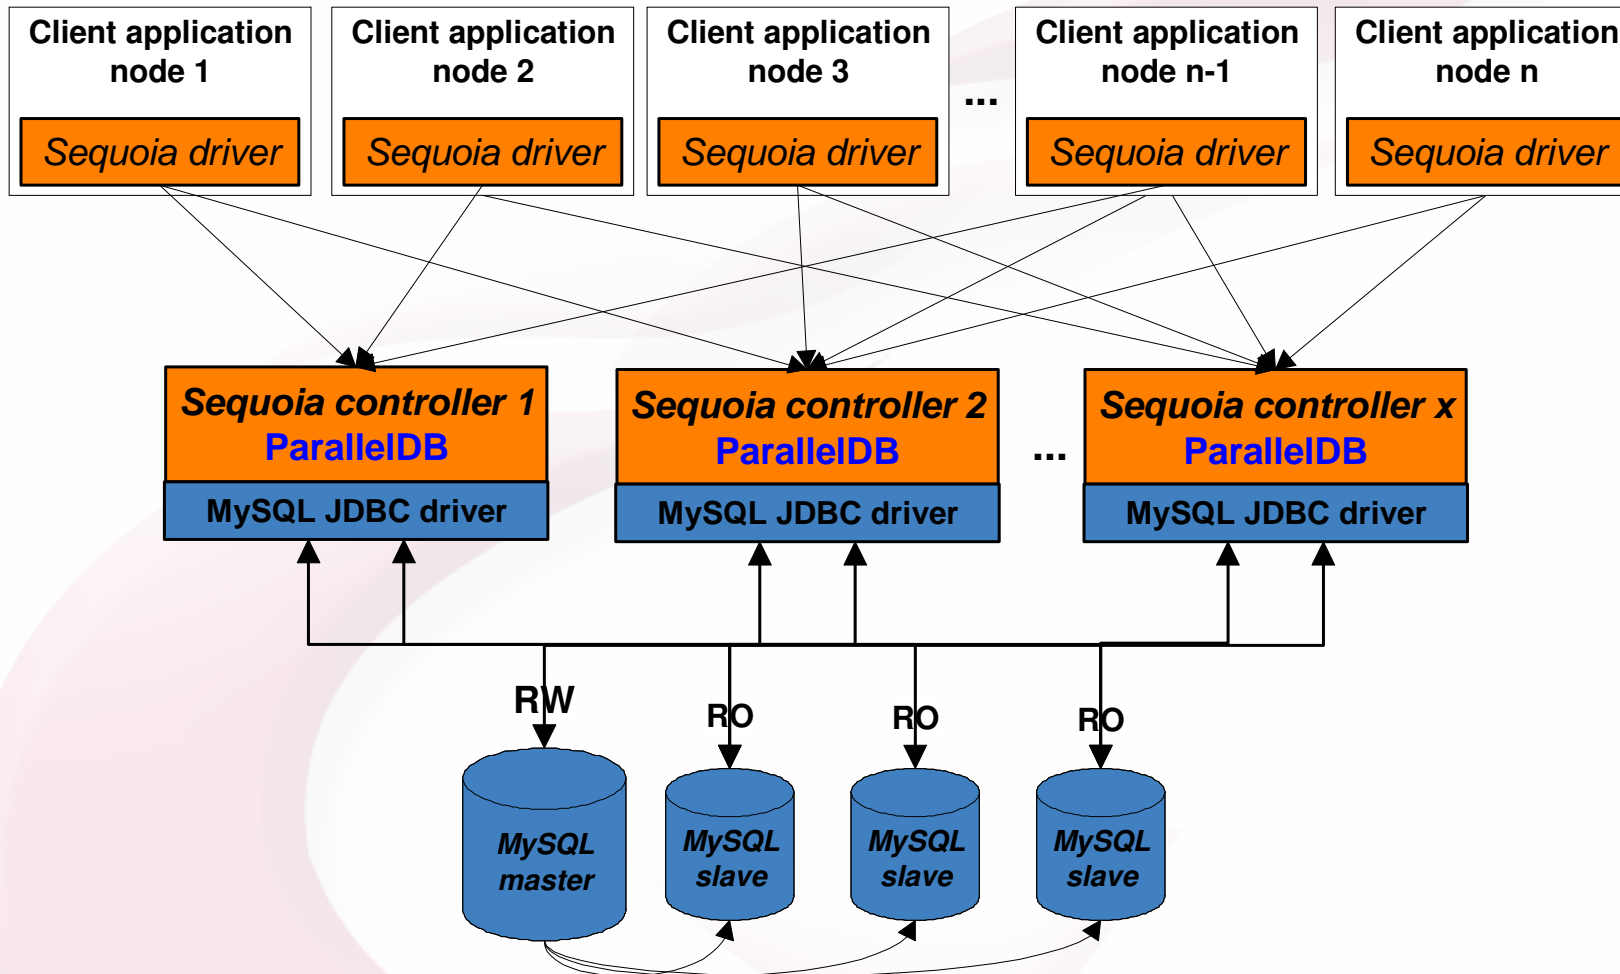 Client application
node 1
Client application
node 2
Client application
node 3
...
Client application
node n-1
Client application
node n
Sequoia driver
Sequoia driver
Sequoia driver
Sequoia driver
Sequoia driver
Sequoia controller 1
ParallelDB
MySQL JDBC driver
Sequoia controller 2
ParallelDB
MySQL JDBC driver
...
Sequoia controller x
ParallelDB
MySQL JDBC driver
RW
RO
RO
RO
MySQL
master
MySQL
slave
MySQL
slave
MySQL
slave